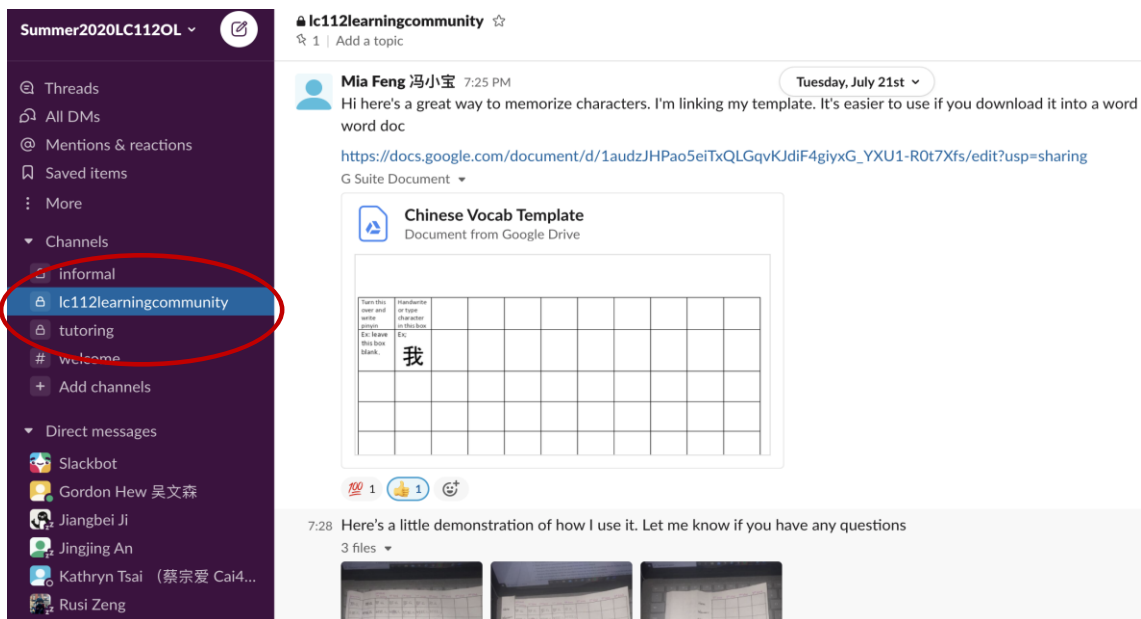 Summer2020LC112OL
Threads
All DMs
@ Mentions & reactions
Saved items
More
Channels
informal
lc112learningcommunity
tutoring
# welcome
+ Add channels
Direct messages
Slackbot
Gordon Hew 吴文森
Jiangbei Ji
Jingjing An
Kathryn Tsai （蔡宗爱 Cai4...
Rusi Zeng
lc112learningcommunity
1 | Add a topic
Tuesday, July 21st
Mia Feng 冯小宝 7:25 PM
Hi here's a great way to memorize characters. I'm linking my template. It's easier to use if you download it into a word
word doc
https://docs.google.com/document/d/1audzJHPao5eiTxQLGqvKJdiF4giyxG_YXU1-R0t7Xfs/edit?usp=sharing
G Suite Document
Chinese Vocab Template
Document from Google Drive
Turn this
over and
write
pinyin
Handwrite
or type
character
in this box
Ex: leave
this box
blank.
Ex:
我
💯 1 👍 1
7:28 Here's a little demonstration of how I use it. Let me know if you have any questions
3 files